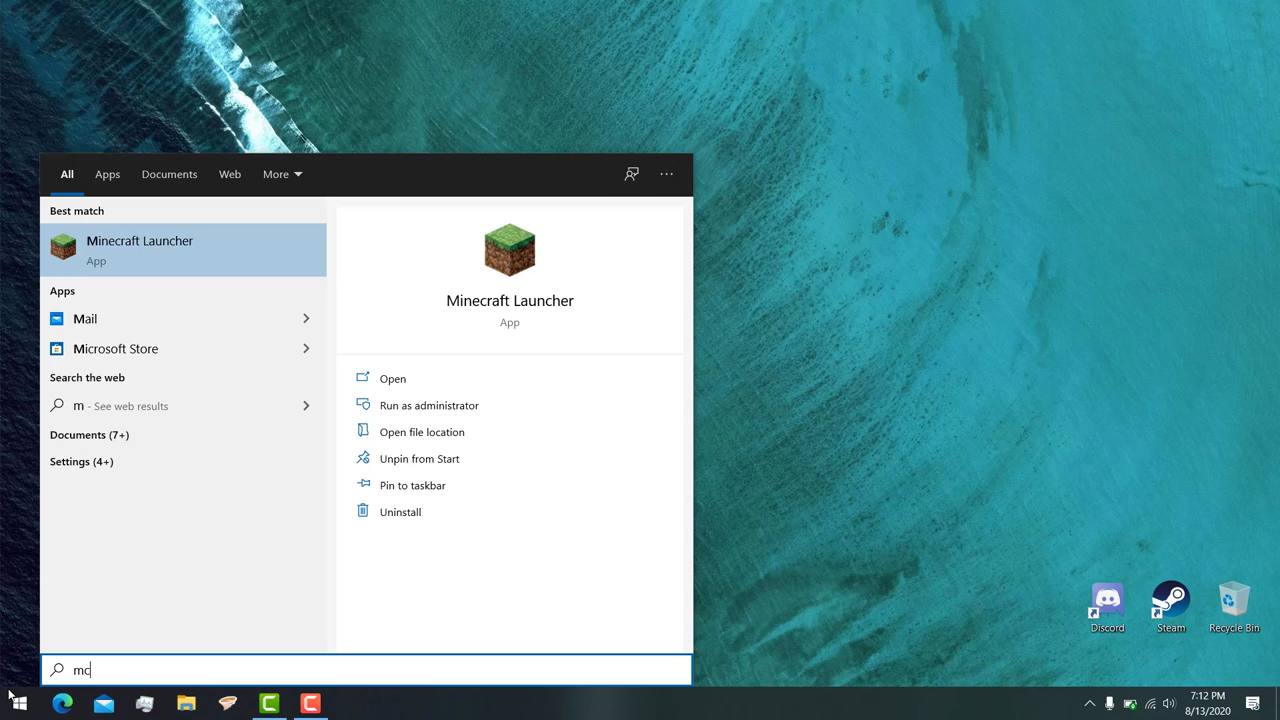 All Apps Documents Web More
Best match
Minecraft Launcher
App
Apps
Mail
Microsoft Store
Search the web
m - See web results
Documents (7+)
Settings (4+)
Minecraft Launcher
App
Open
Run as administrator
Open file location
Unpin from Start
Pin to taskbar
Uninstall
Discord Steam Recycle Bin
mc
7:12 PM
8/13/2020